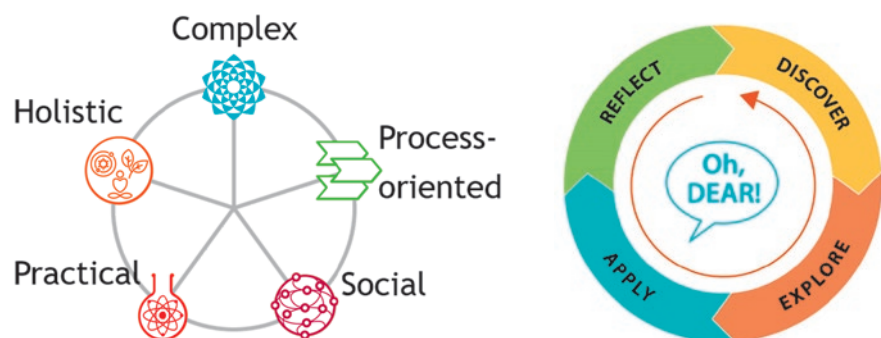 Complex
Holistic
Process-
oriented
Practical
Social
REFLECT
DISCOVER
Oh,
DEAR!
APPLY
EXPLORE